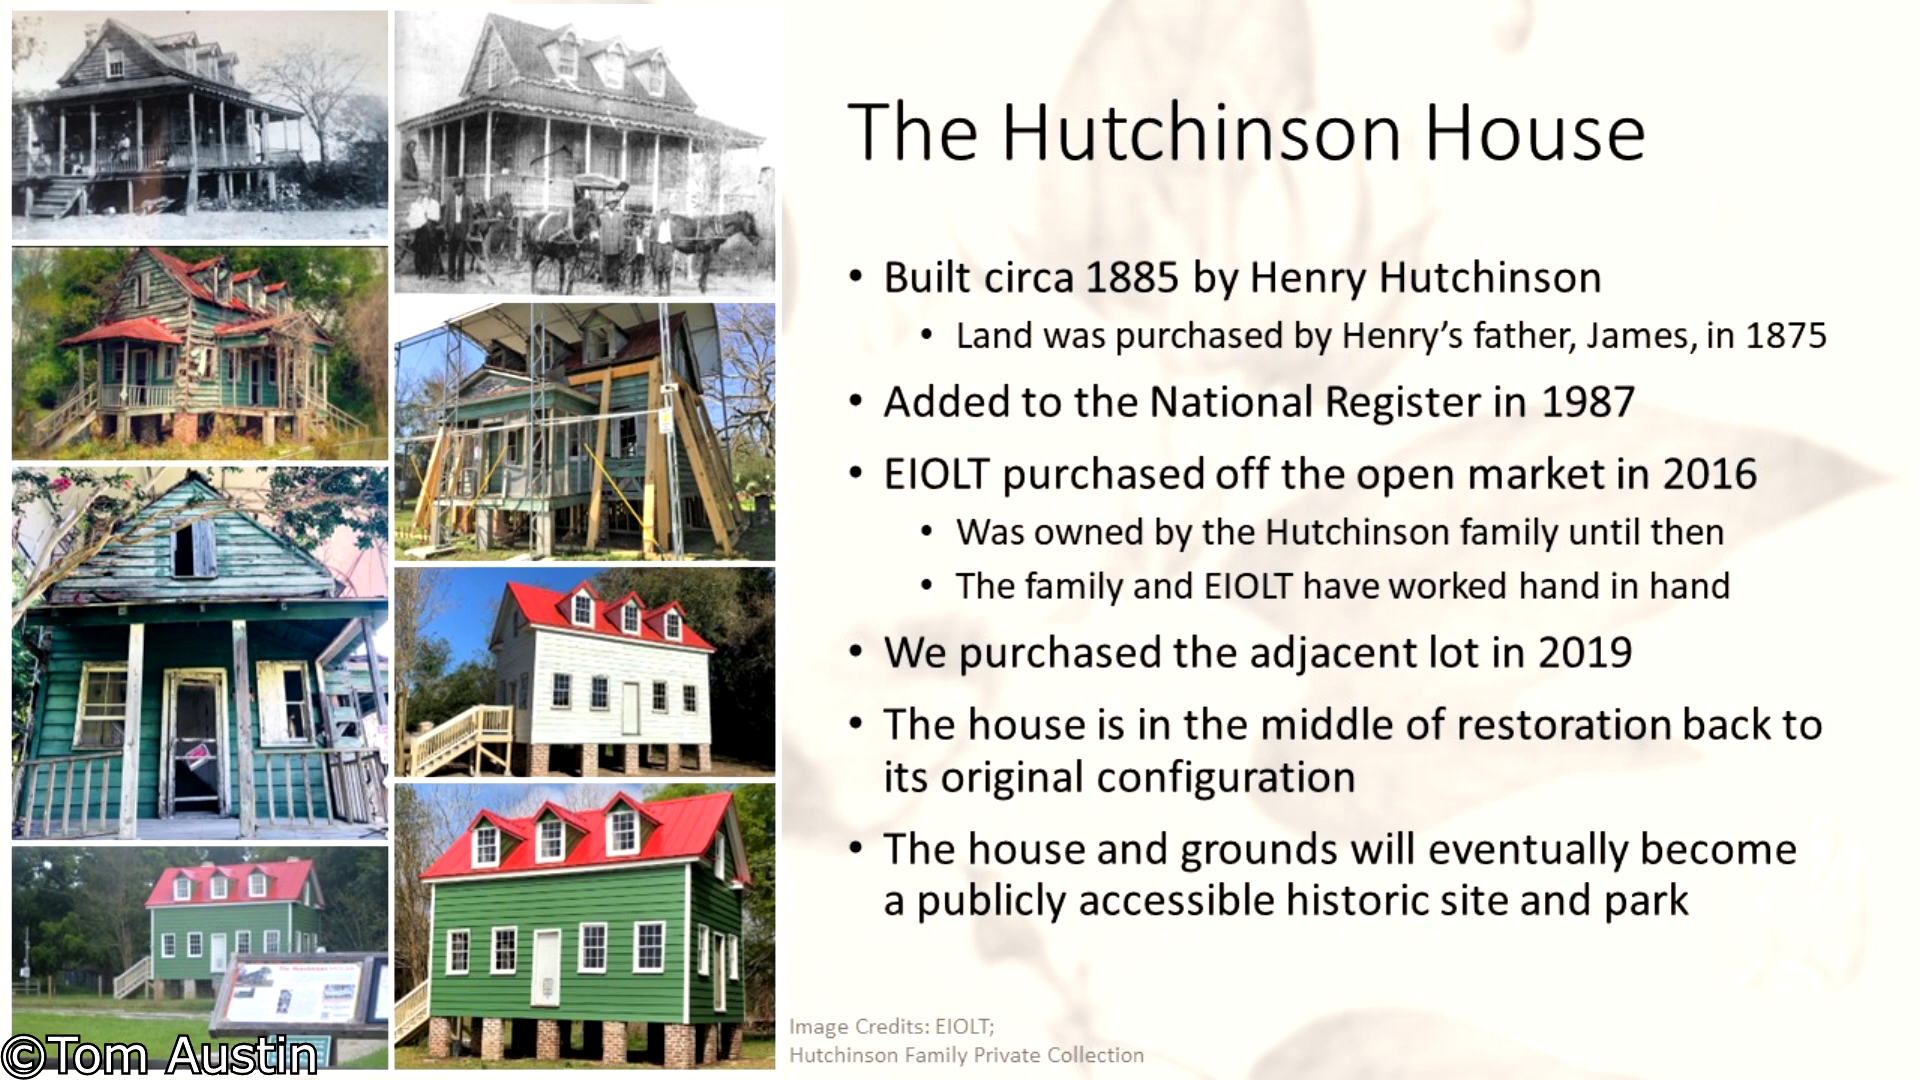 The Hutchinson House
• Built circa 1885 by Henry Hutchinson
• Land was purchased by Henry’s father, James, in 1875
• Added to the National Register in 1987
• EIOLT purchased off the open market in 2016
• Was owned by the Hutchinson family until then
• The family and EIOLT have worked hand in hand
• We purchased the adjacent lot in 2019
• The house is in the middle of restoration back to
its original configuration
• The house and grounds will eventually become
a publicly accessible historic site and park
Image Credits: EIOLT;
Hutchinson Family Private Collection
©Tom Austin
The Hutchinson House